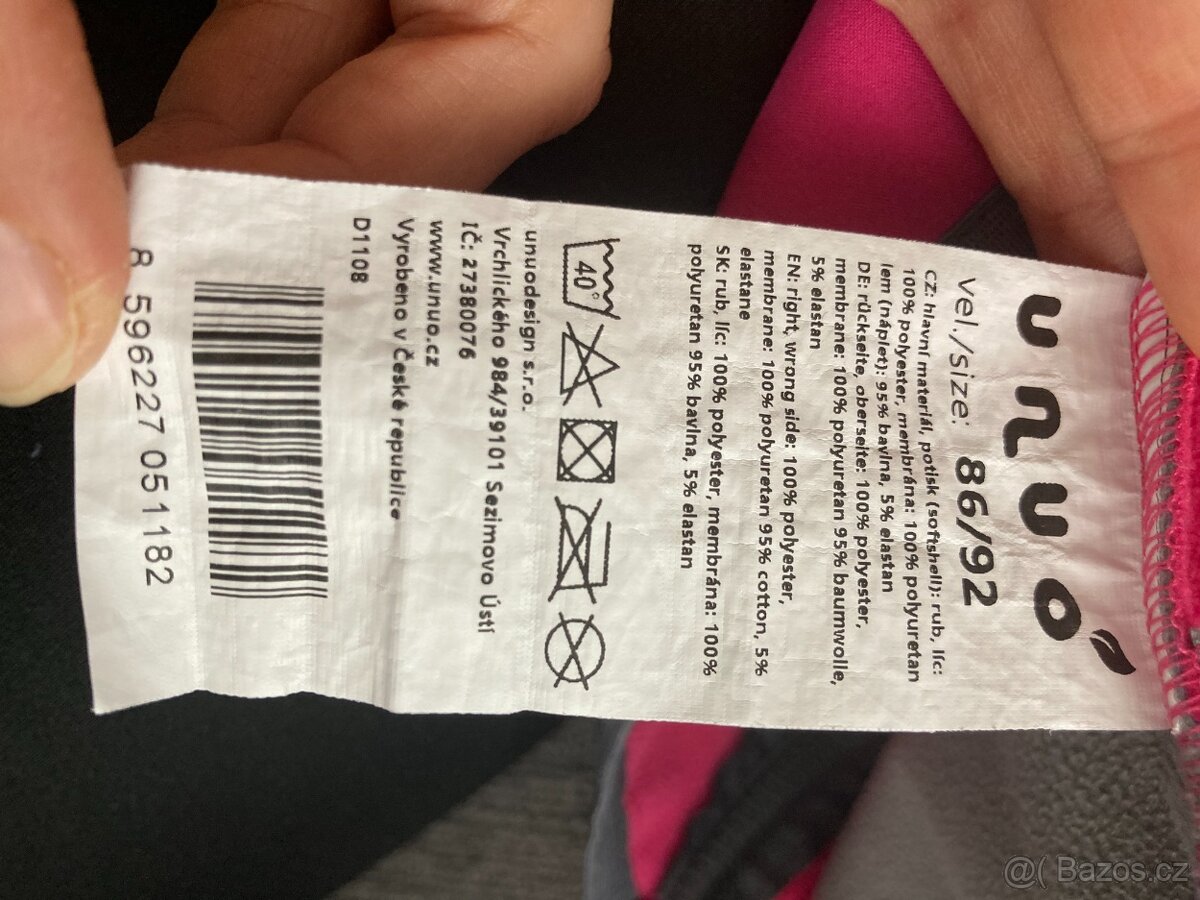 unuo
vel./size: 86/92
CZ: hlavní materiál, potisk (softshell): rub, líc:
100% polyester, membrána: 100% polyuretan
lem (náplet): 95% bavlna, 5% elastan
DE: rückseite, oberseite: 100% polyester,
membrane: 100% polyuretan 95% baumwolle,
5% elastan
EN: right, wrong side: 100% polyester,
membrane: 100% polyuretan 95% cotton, 5%
elastane
SK: rub, líc: 100% polyester, membrána: 100%
polyuretan 95% bavlna, 5% elastan
40°
unuodesign s.r.o.
Vrchlického 984/39101 Sezimovo Ústí
IČ: 27380076
www.unuo.cz
Vyrobeno v České republice
D1108
8 596227 051182
@( Bazos.cz